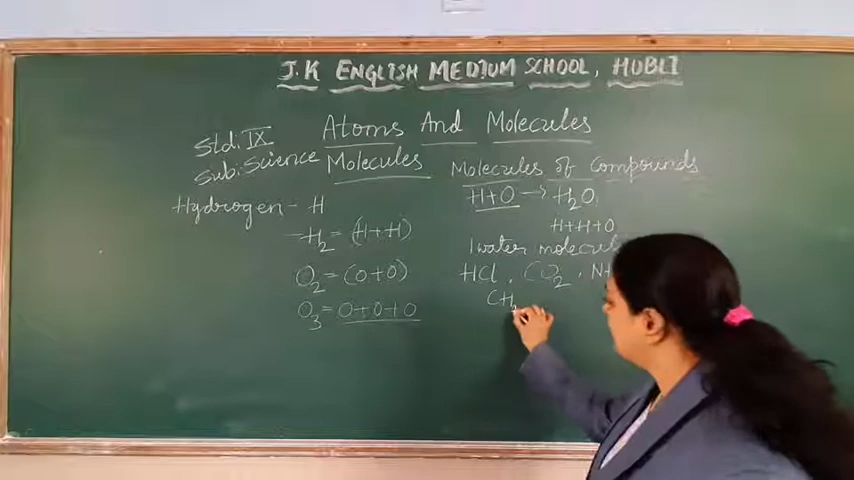 J.K ENGLISH MEDIUM SCHOOL, HUBLI
Atoms And Molecules
Std: IX
Sub: Science
Molecules
Hydrogen - H
H₂ = (H+H)
O₂ = (O+O)
O₃ = O+O+O
Molecules of compounds
H+O → H₂O
H+H+O
1 water molecule
HCl, CO₂,
CH